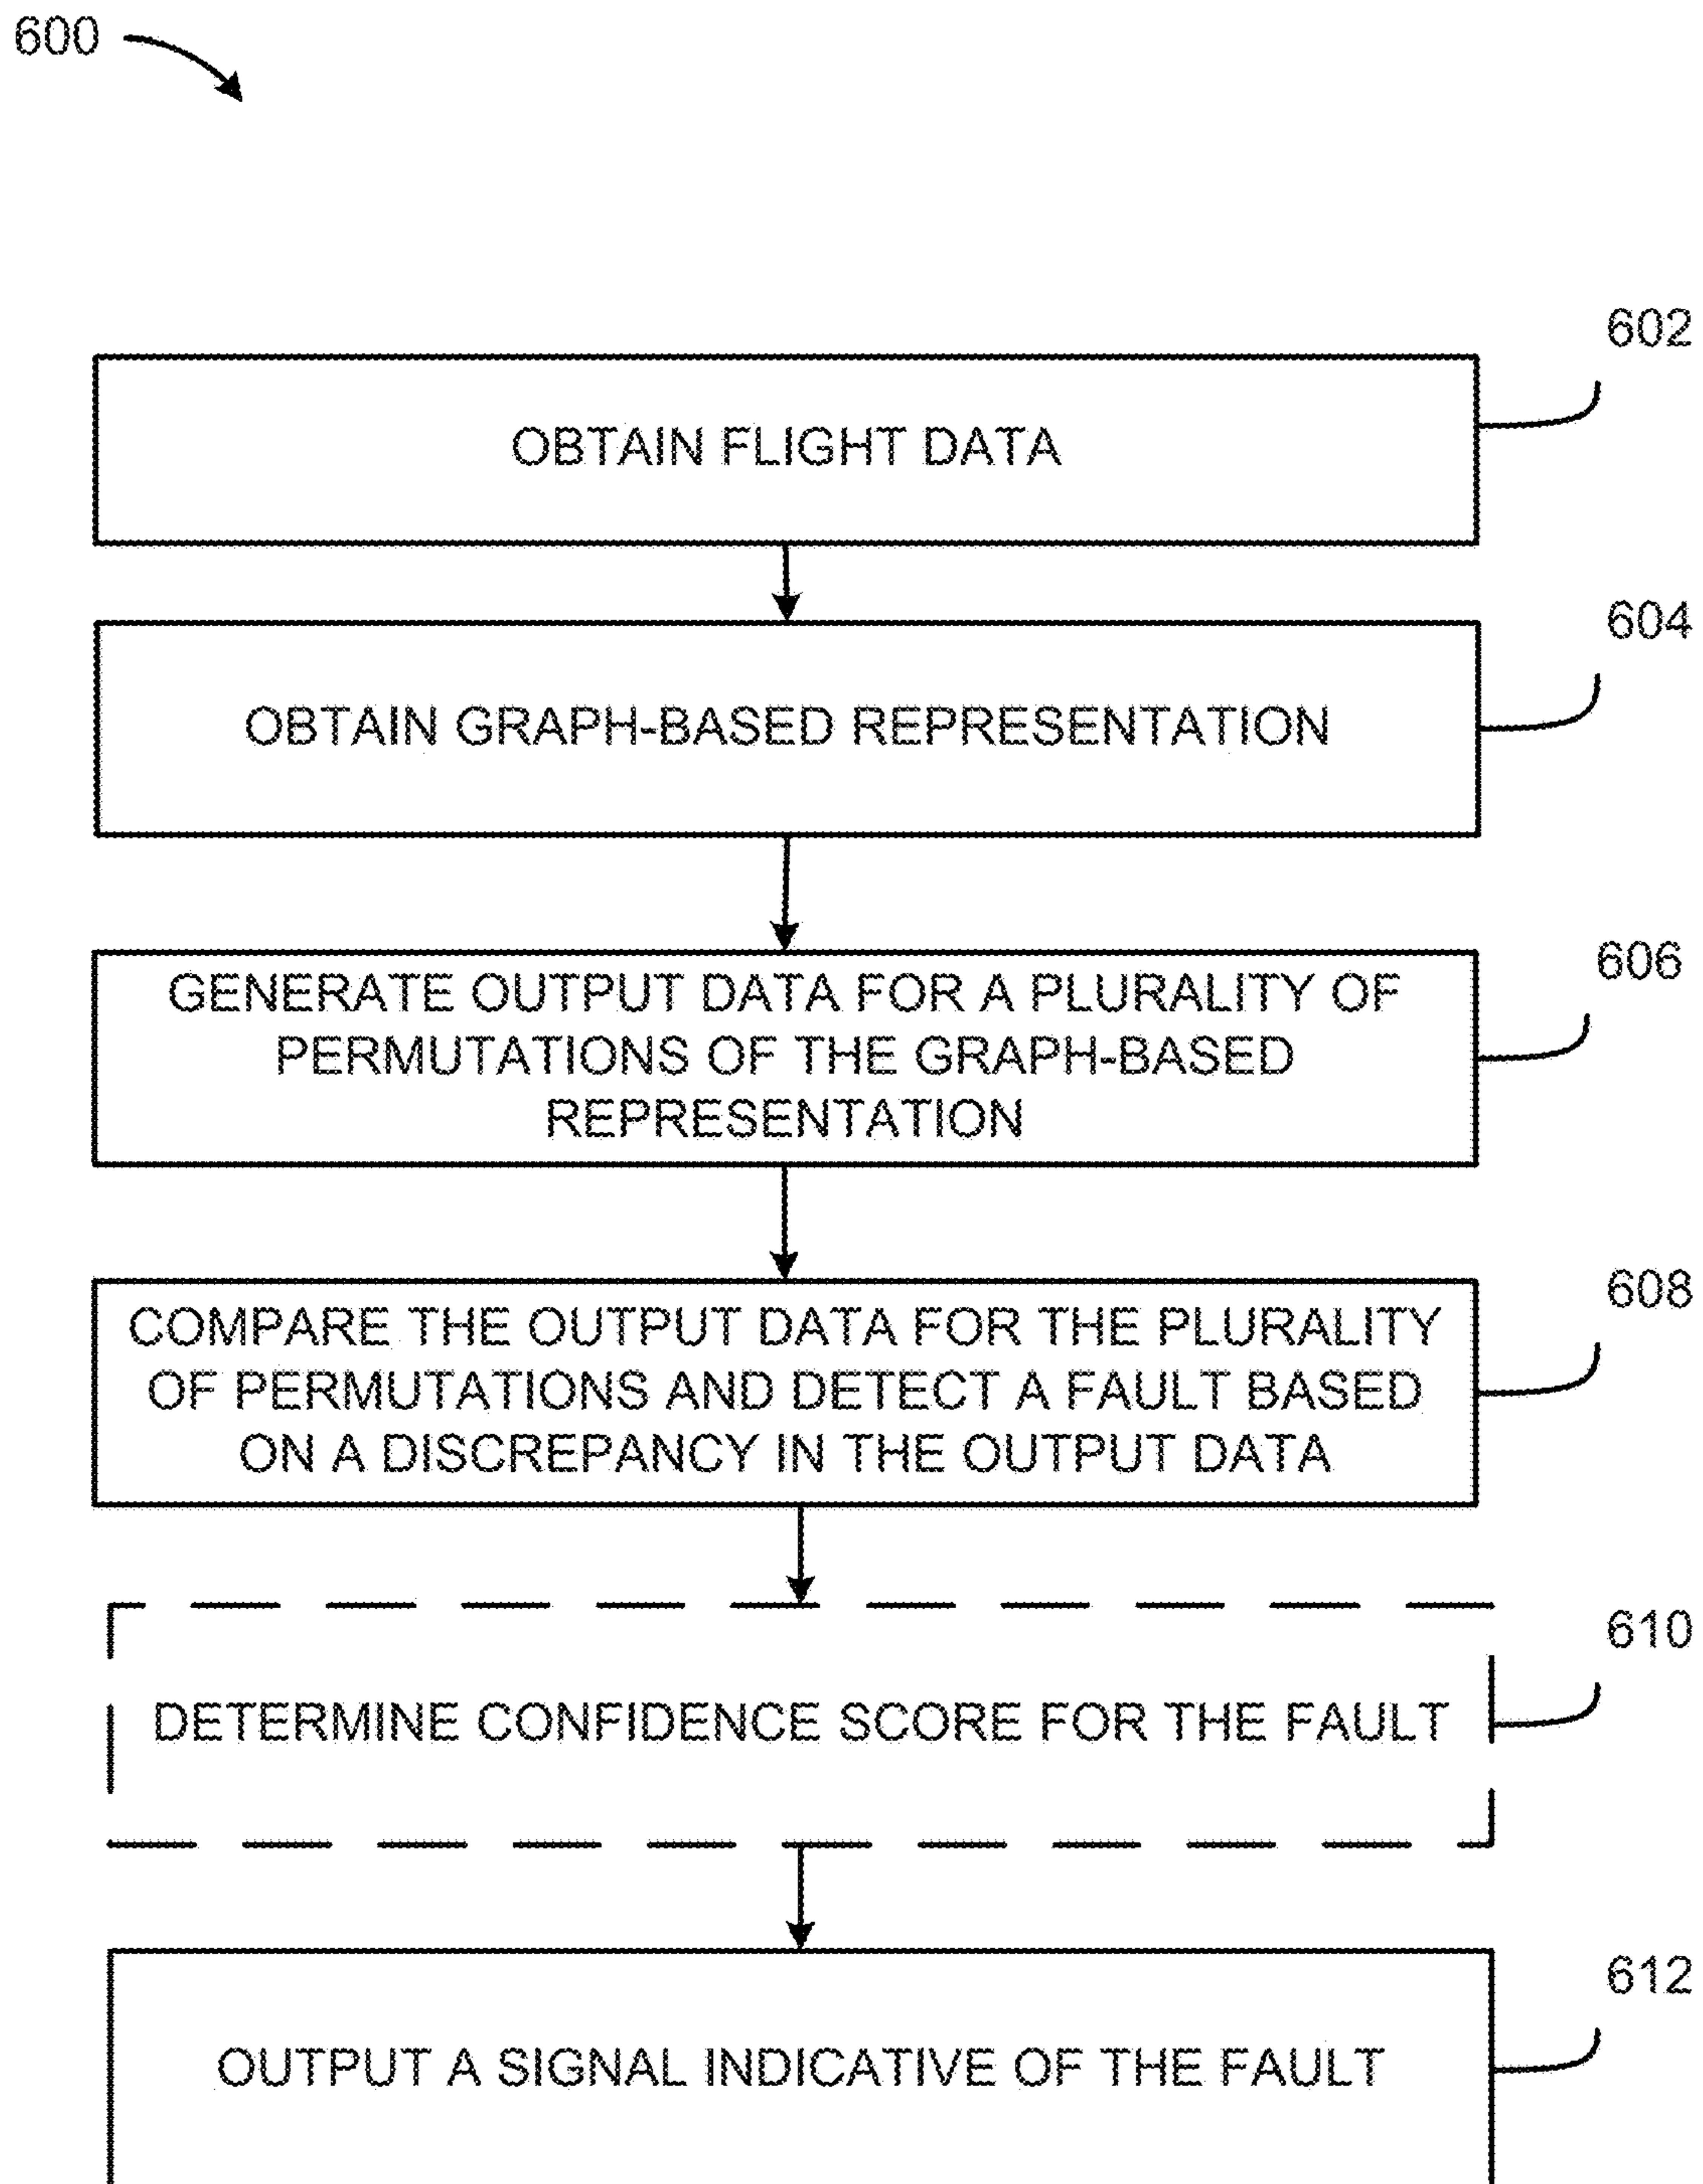 600
602
OBTAIN FLIGHT DATA
604
OBTAIN GRAPH-BASED REPRESENTATION
606
GENERATE OUTPUT DATA FOR A PLURALITY OF
PERMUTATIONS OF THE GRAPH-BASED
REPRESENTATION
608
COMPARE THE OUTPUT DATA FOR THE PLURALITY
OF PERMUTATIONS AND DETECT A FAULT BASED
ON A DISCREPANCY IN THE OUTPUT DATA
610
DETERMINE CONFIDENCE SCORE FOR THE FAULT
612
OUTPUT A SIGNAL INDICATIVE OF THE FAULT